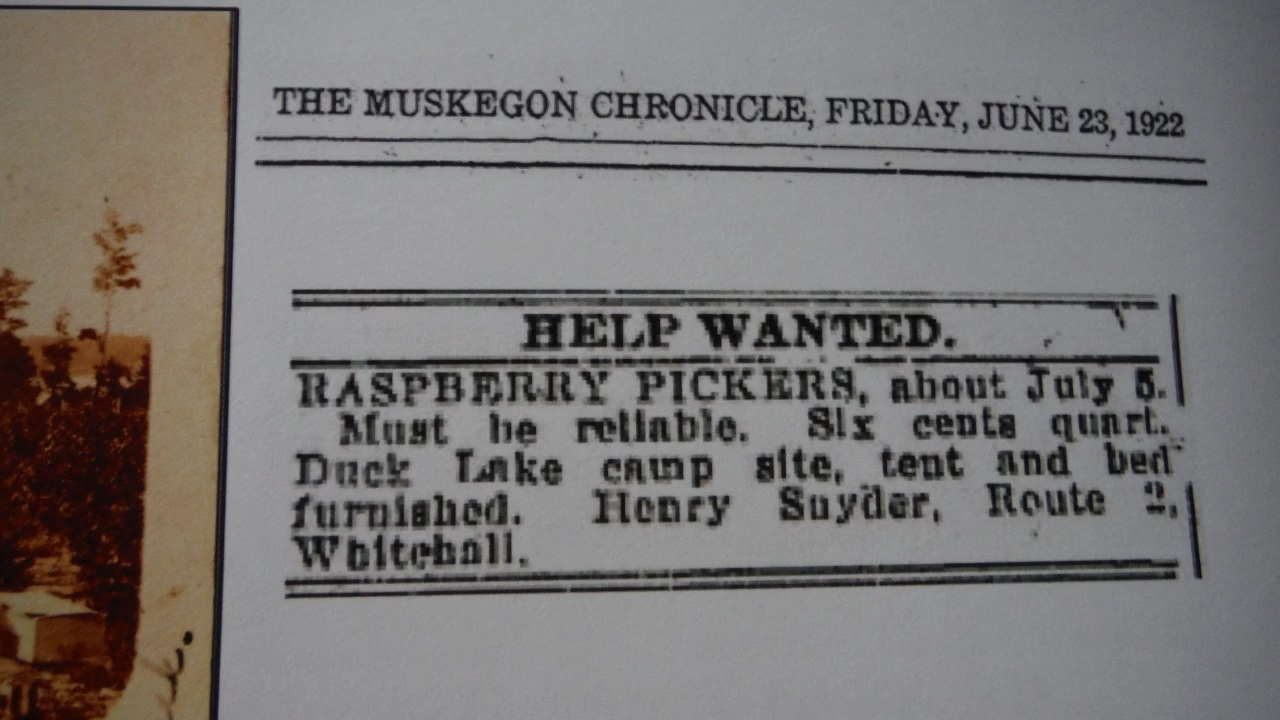 THE MUSKEGON CHRONICLE, FRIDAY, JUNE 23, 1922
HELP WANTED.
RASPBERRY PICKERS, about July 5.
Must be reliable. Six cents quart.
Duck Lake camp site, tent and bed
furnished. Henry Snyder, Route 2,
Whitehall.